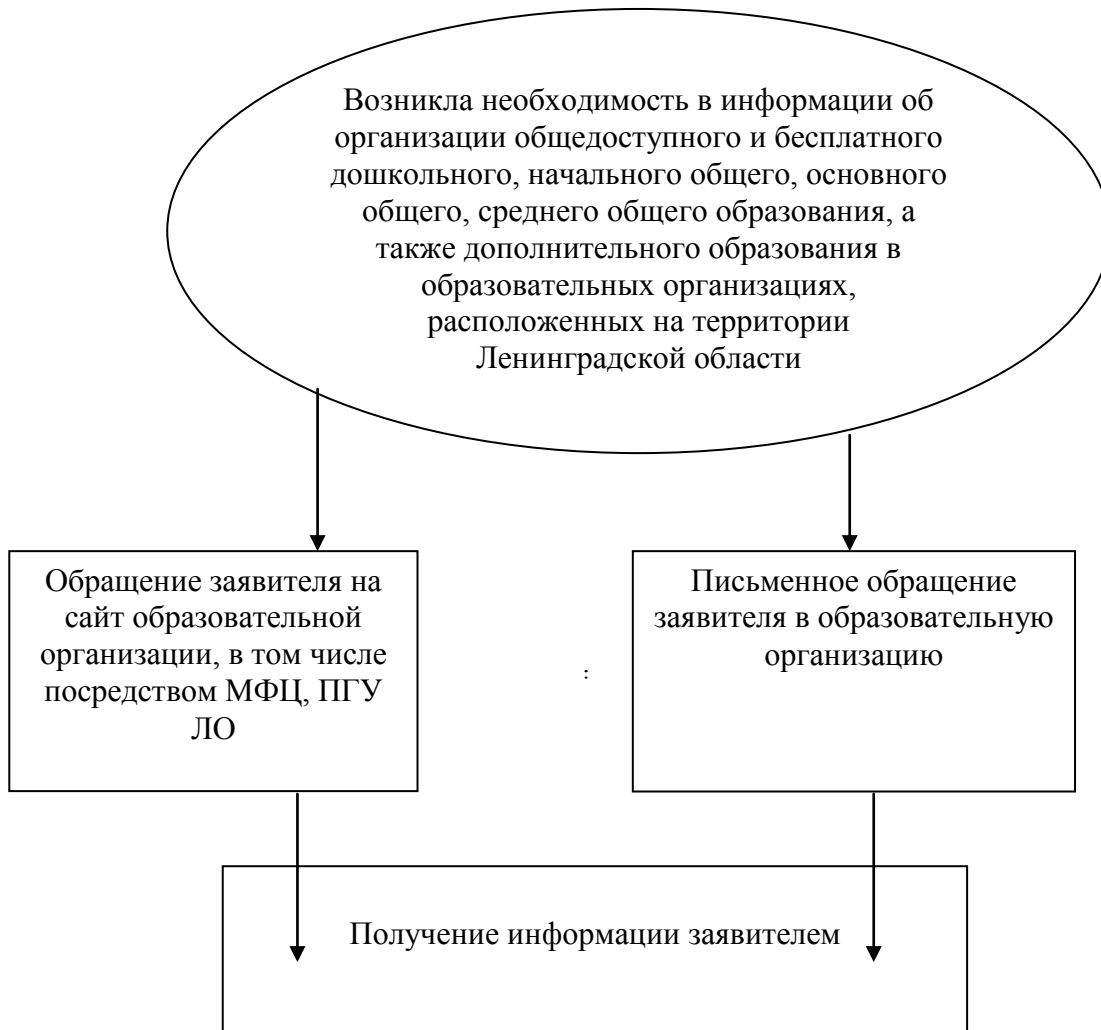 Возникла необходимость в информации об
организации общедоступного и бесплатного
дошкольного, начального общего, основного
общего, среднего общего образования, а
также дополнительного образования в
образовательных организациях,
расположенных на территории
Ленинградской области
Обращение заявителя на
сайт образовательной
организации, в том числе
посредством МФЦ, ПГУ
ЛО
:
Письменное обращение
заявителя в образовательную
организацию
Получение информации заявителем